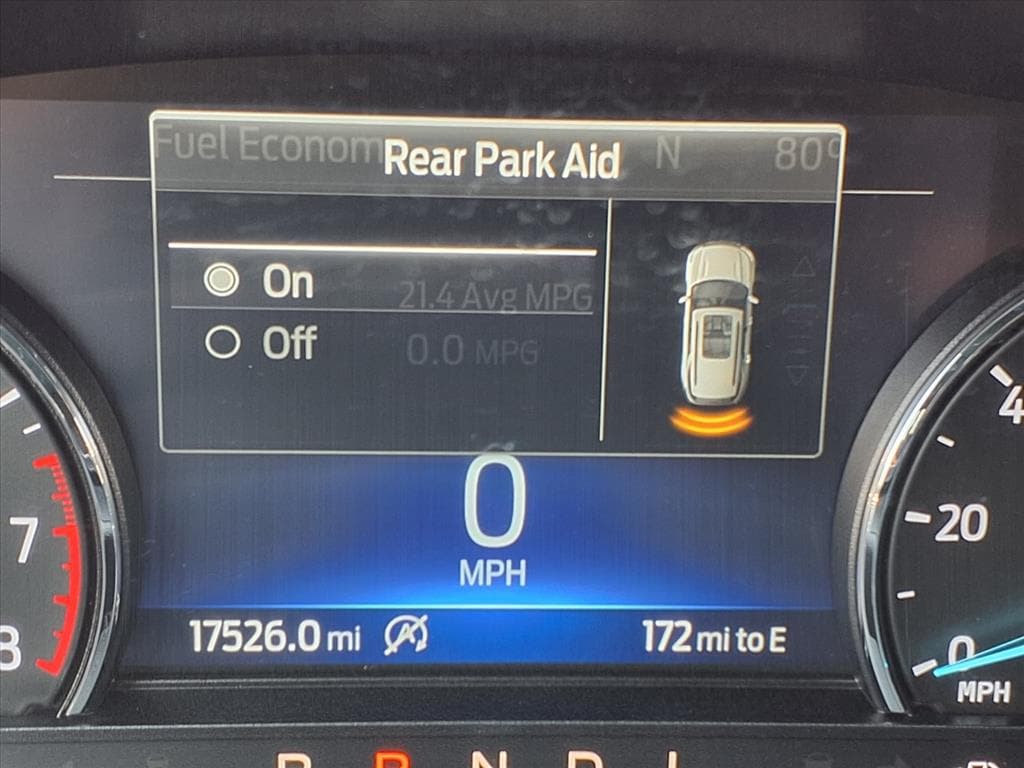 Fuel Econom
Rear Park Aid
N
80°
On
21.4 Avg MPG
Off
0.0 MPG
0
MPH
17526.0 mi
172 mi to E
7
8
4
20
0
MPH
P R N D L